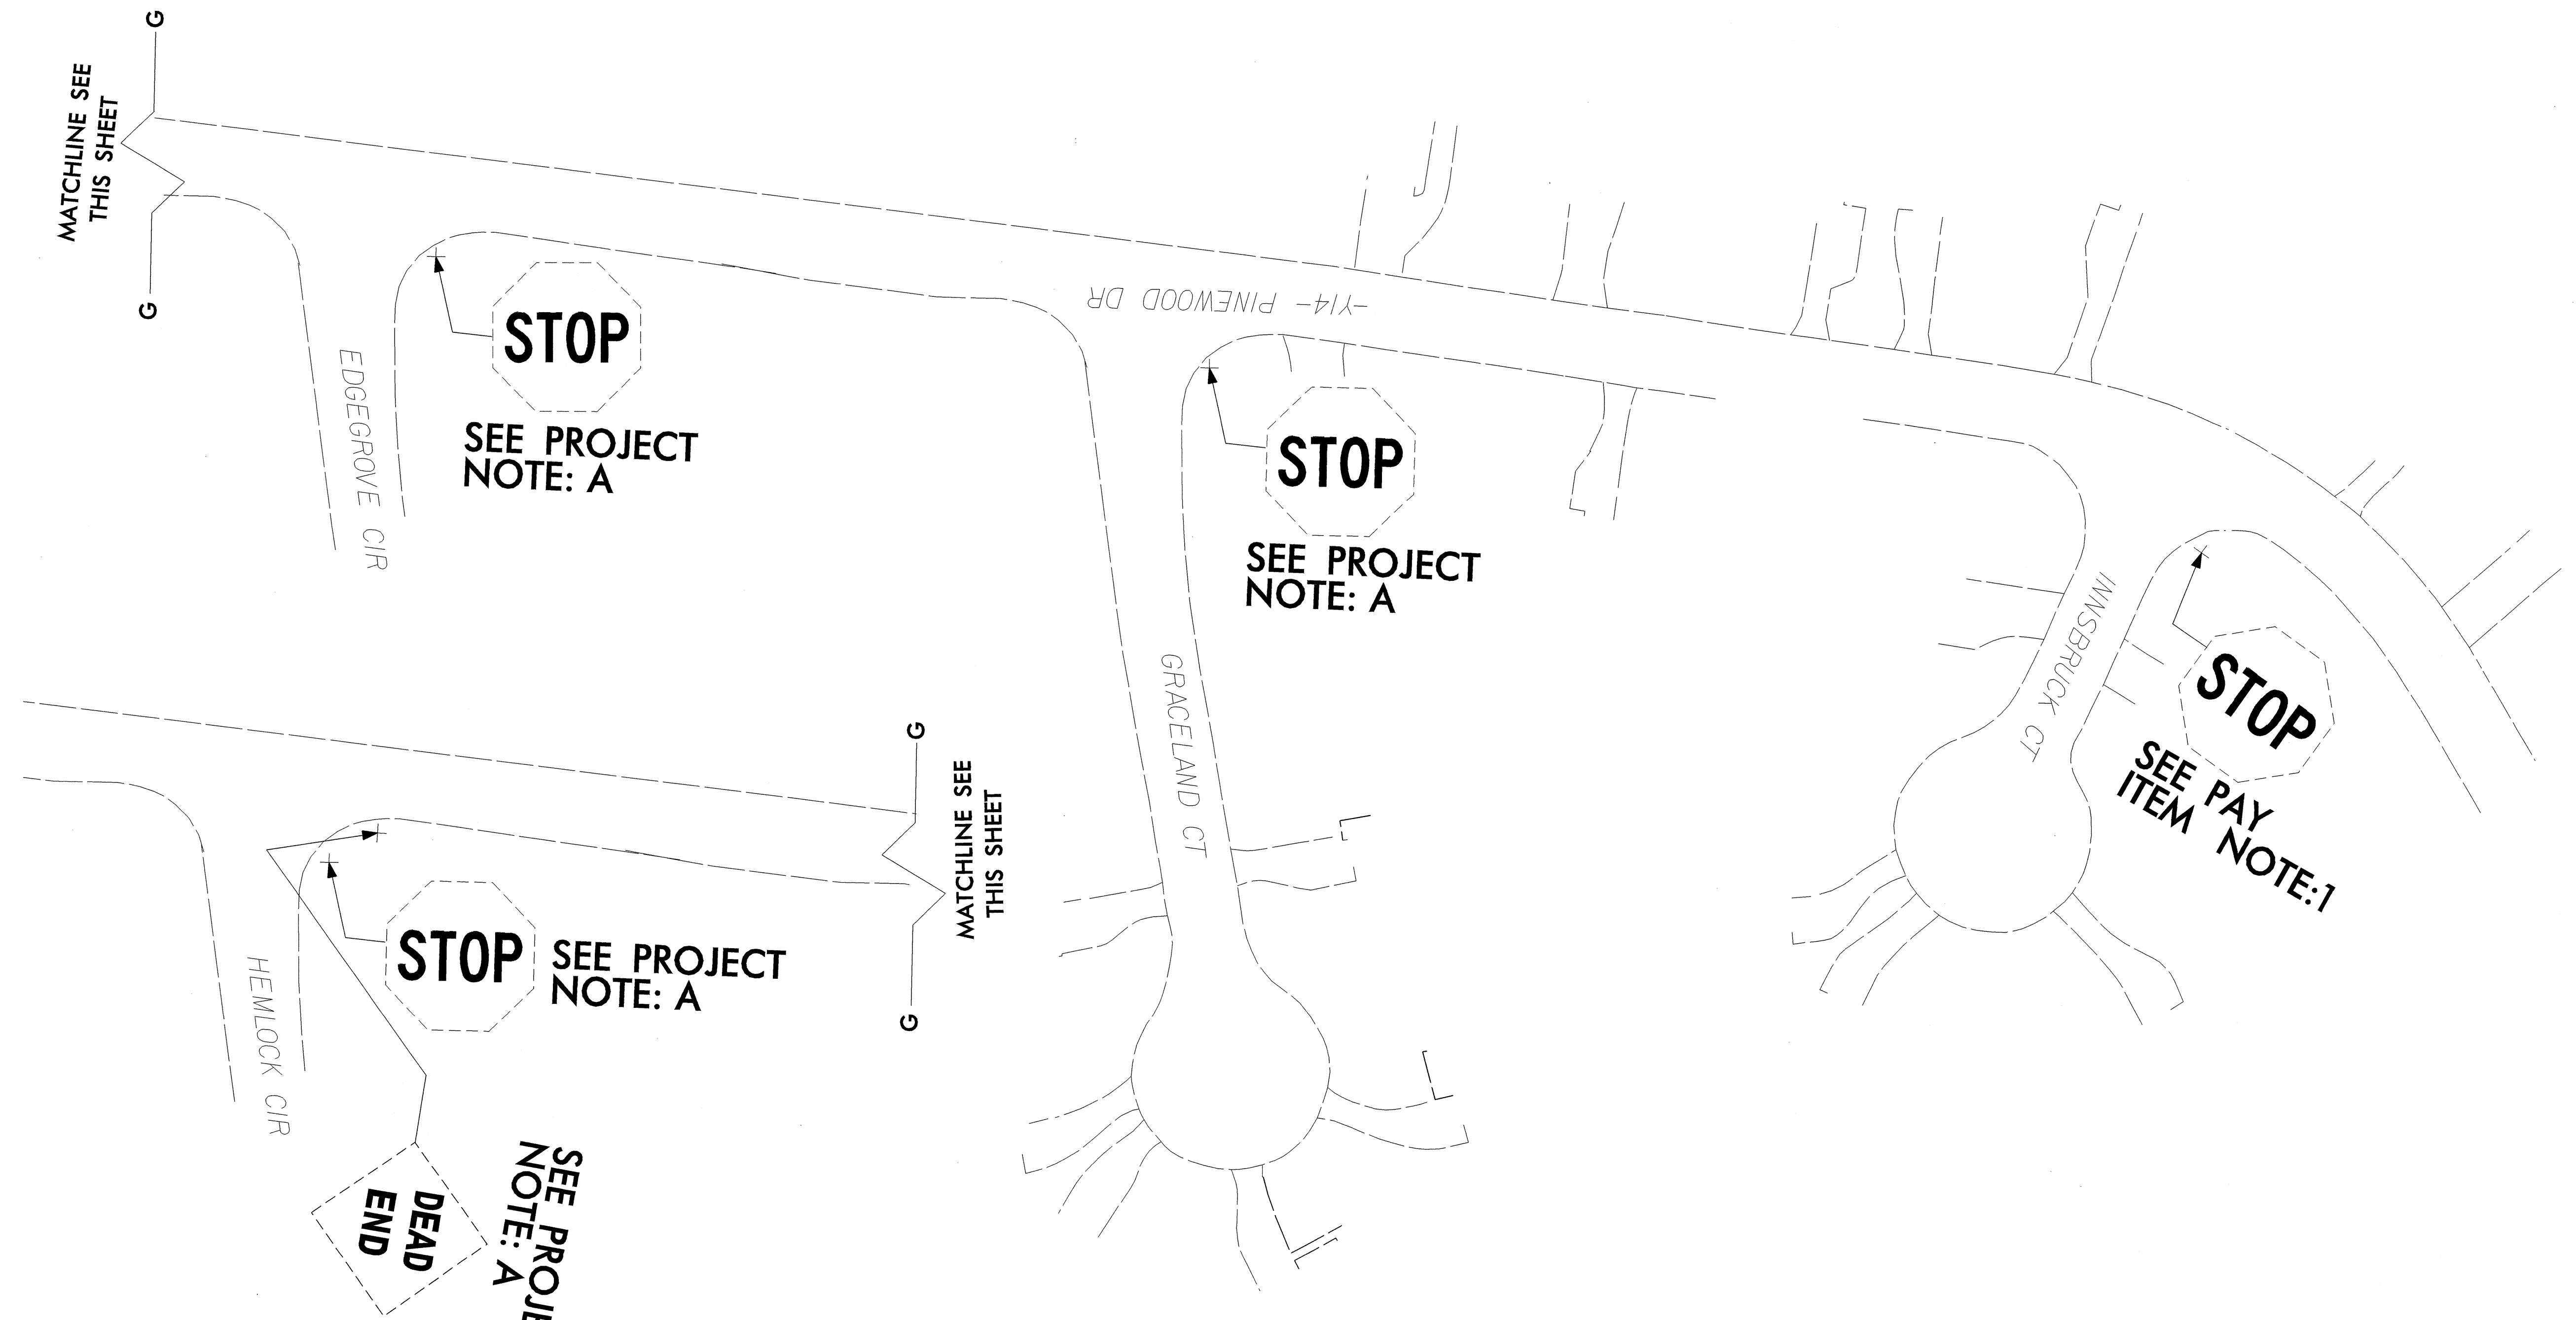 G
MATCHLINE SEE
THIS SHEET
G
STOP
SEE PROJECT
NOTE: A
EDGEGROVE CIR
-Y14- PINEWOOD DR
STOP
SEE PROJECT
NOTE: A
GRACELAND CT
INNSBRUCK CT
STOP
SEE PAY
ITEM NOTE:1
G
MATCHLINE SEE
THIS SHEET
G
STOP
SEE PROJECT
NOTE: A
HEMLOCK CIR
DEAD
END
SEE
NOTE: A